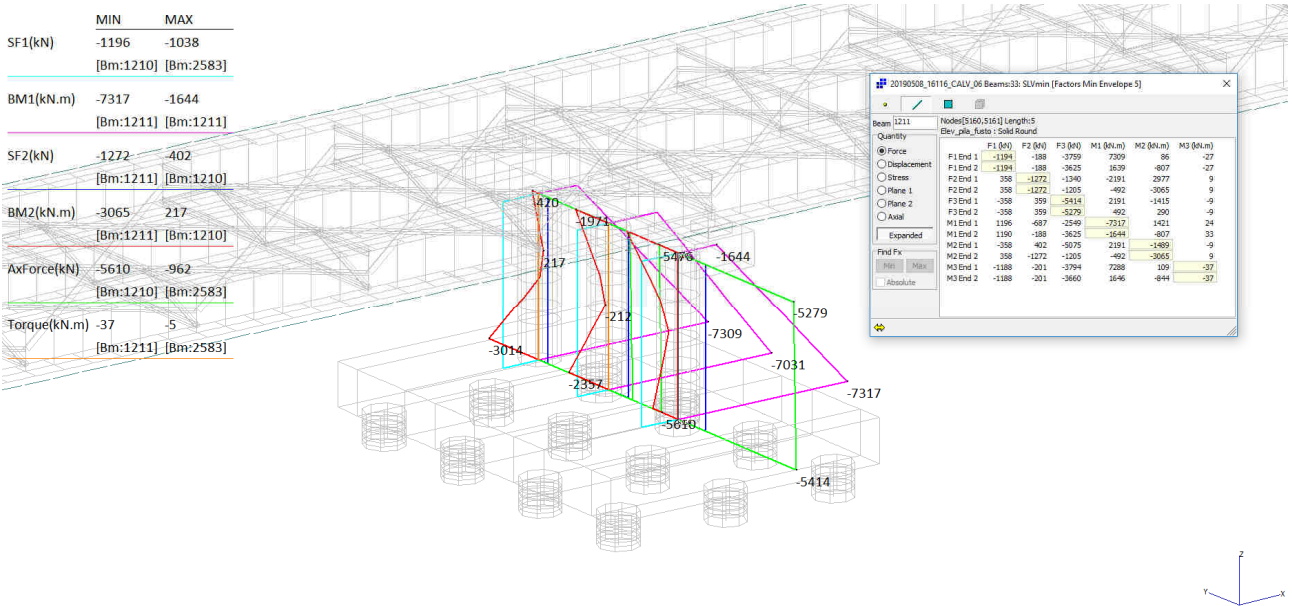 MIN MAX
SF1(kN) -1196 -1038
[Bm:1210] [Bm:2583]
BM1(kN.m) -7317 -1644
[Bm:1211] [Bm:1211]
SF2(kN) -1272 -402
[Bm:1211] [Bm:1210]
BM2(kN.m) -3065 217
[Bm:1211] [Bm:1210]
AxForce(kN) -5610 -962
[Bm:1210] [Bm:2583]
Torque(kN.m) -37 -5
[Bm:1211] [Bm:2583]
-420
-1971
217
-5476
-1644
-5279
-212
-7309
-3014
-7031
-2357
-7317
-5610
-5414
20190508_16116_CALV_06 Beams:33: SLVmin [Factors Min Envelope 5]
Beam 1211 Nodes[5160,5161] Length:5
Elev_pila_fusto : Solid Round
Quantity
Force
Displacement
Stress
Plane 1
Plane 2
Axial
Expanded
Find Fx
Min Max
Absolute
F1 (kN) F2 (kN) F3 (kN) M1 (kN.m) M2 (kN.m) M3 (kN.m)
F1 End 1 -1194 -188 -3759 7309 86 -27
F1 End 2 -1194 -188 -3625 1639 -807 -27
F2 End 1 358 -1272 -1340 -2191 2977 9
F2 End 2 358 -1272 -1205 -492 -3065 9
F3 End 1 -358 359 -5414 2191 -1415 -9
F3 End 2 -358 359 -5279 492 290 -9
M1 End 1 1196 -687 -2549 -7317 1421 24
M1 End 2 1190 -188 -3625 -1644 -807 33
M2 End 1 -358 402 -5075 2191 -1489 -9
M2 End 2 358 -1272 -1205 -492 -3065 9
M3 End 1 -1188 -201 -3794 7288 109 -37
M3 End 2 -1188 -201 -3660 1646 -844 -37
Z
Y
X